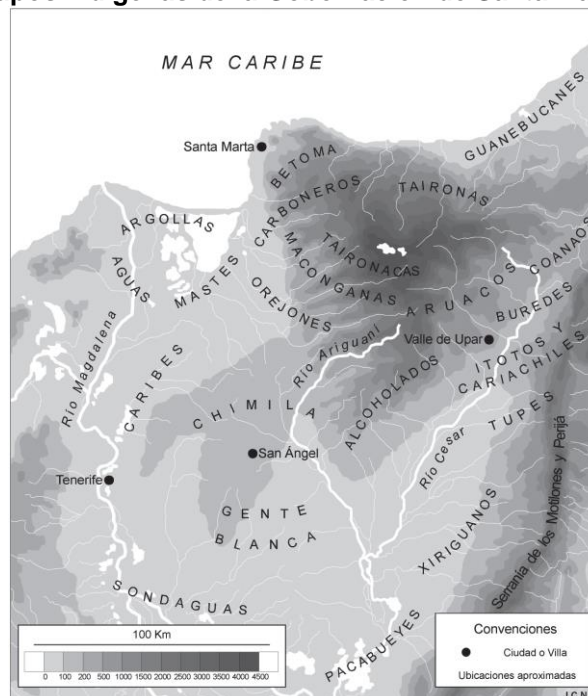 MAR CARIBE
Santa Marta
GUANEBUCANES
BETOMA
TAIRONAS
CARBONEROS
ARGOLLAS
TAIRONACAS
MACONGANAS
COANAO
AGUAS
MASTES
OREJONES
ARUACOS
BUREDES
Río Magdalena
Río Ariguaní
Valle de Upar
ITOTOS Y
CARIACHILES
CARIBES
CHIMILA
ALCOHOLADOS
TUPES
San Ángel
Río Cesar
Serranía de los Motilones y Perijá
Tenerife
GENTE
BLANCA
XIRIGUANOS
SONDAGUAS
PACABUEYES
100 Km
0 100 200 500 1000 1500 2000 2500 3000 3500 4000 4500
Convenciones
Ciudad o Villa
Ubicaciones aproximadas